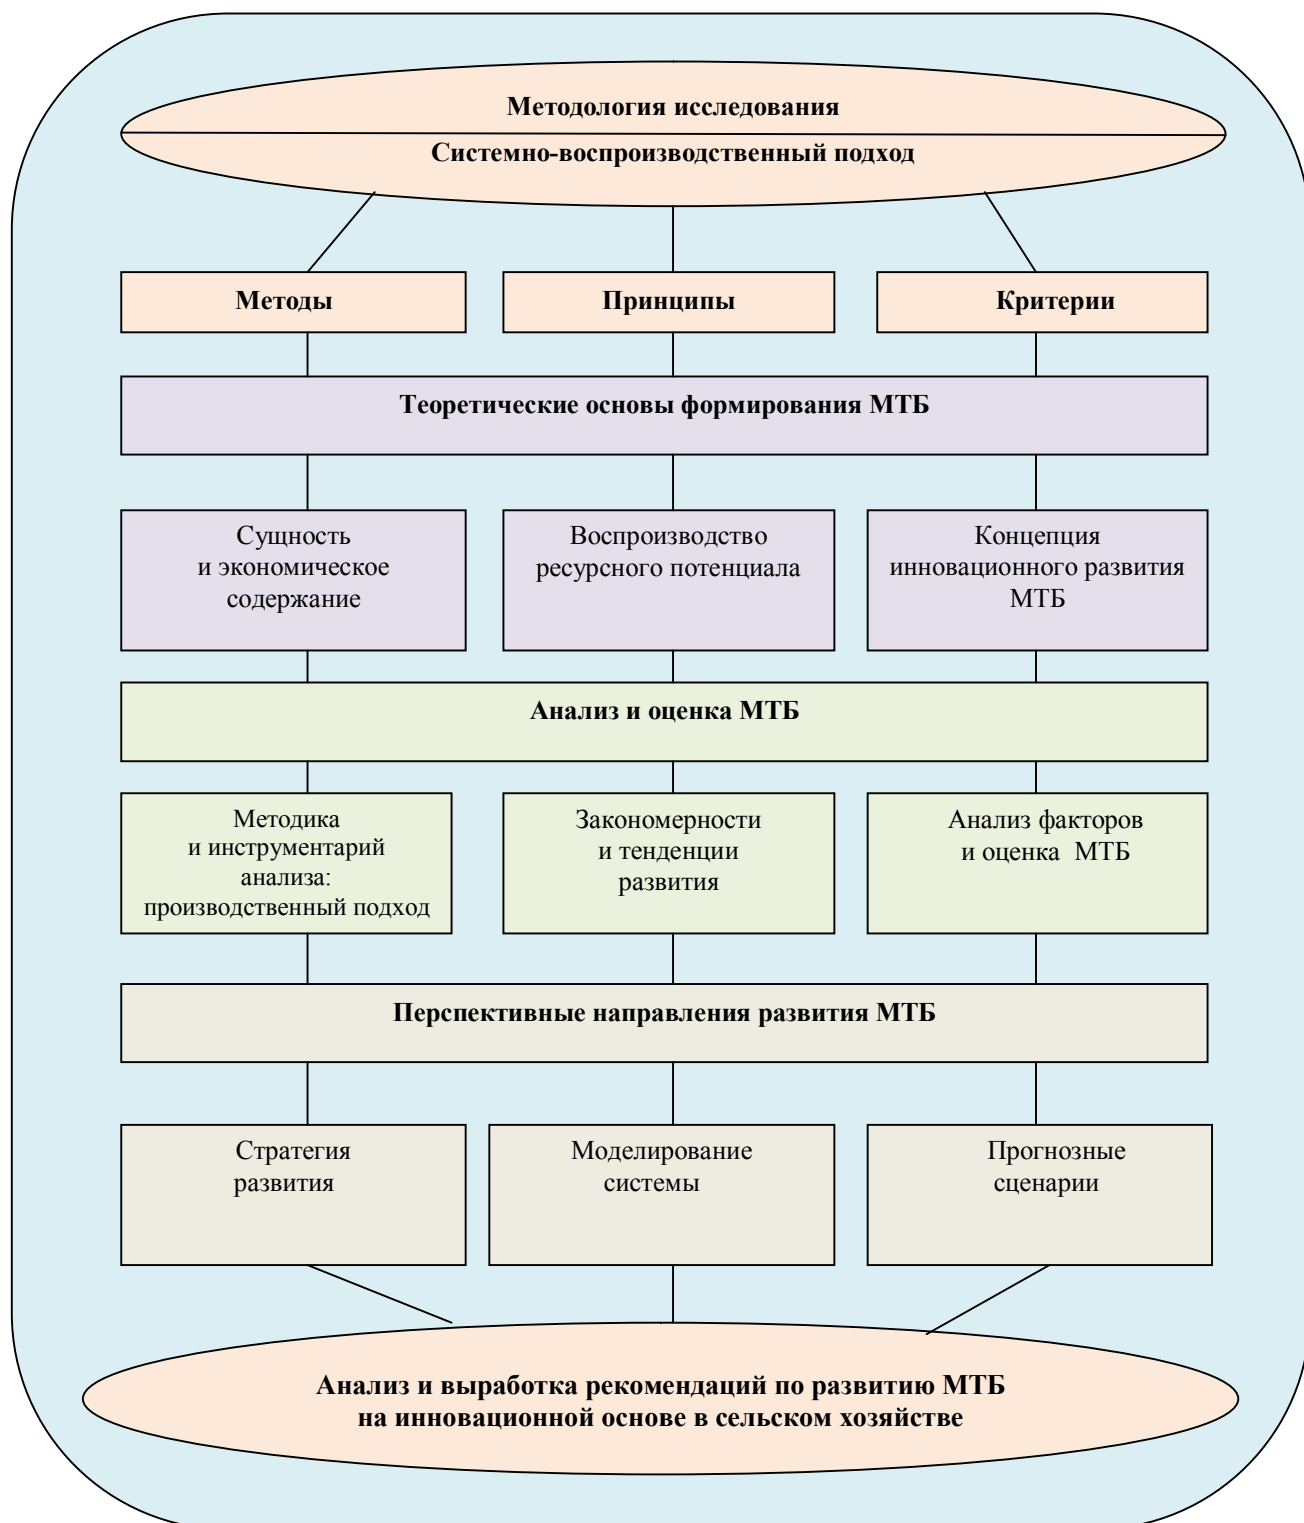 Методология исследования
Системно-воспроизводственный подход
Методы
Принципы
Критерии
Теоретические основы формирования МТБ
Сущность
и экономическое
содержание
Воспроизводство
ресурсного потенциала
Концепция
инновационного развития
МТБ
Анализ и оценка МТБ
Методика
и инструментарий
анализа:
производственный подход
Закономерности
и тенденции
развития
Анализ факторов
и оценка МТБ
Перспективные направления развития МТБ
Стратегия
развития
Моделирование
системы
Прогнозные
сценарии
Анализ и выработка рекомендаций по развитию МТБ
на инновационной основе в сельском хозяйстве